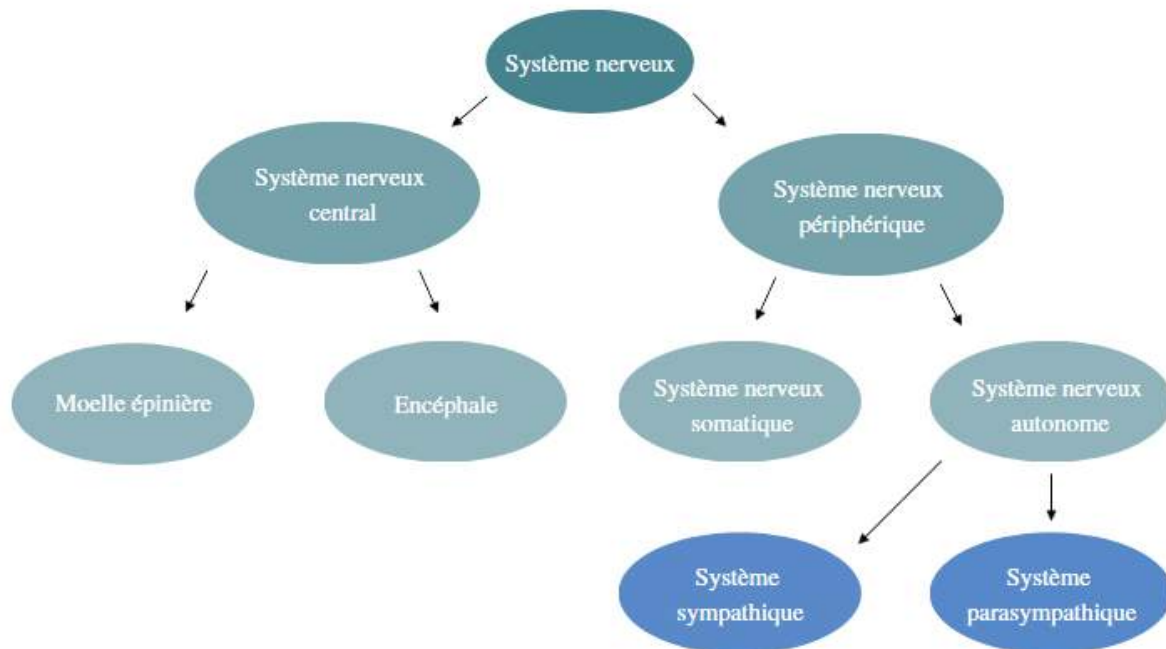 Système nerveux
Système nerveux
central
Système nerveux
périphérique
Moelle épinière
Encéphale
Système nerveux
somatique
Système nerveux
autonome
Système
sympathique
Système
parasympathique